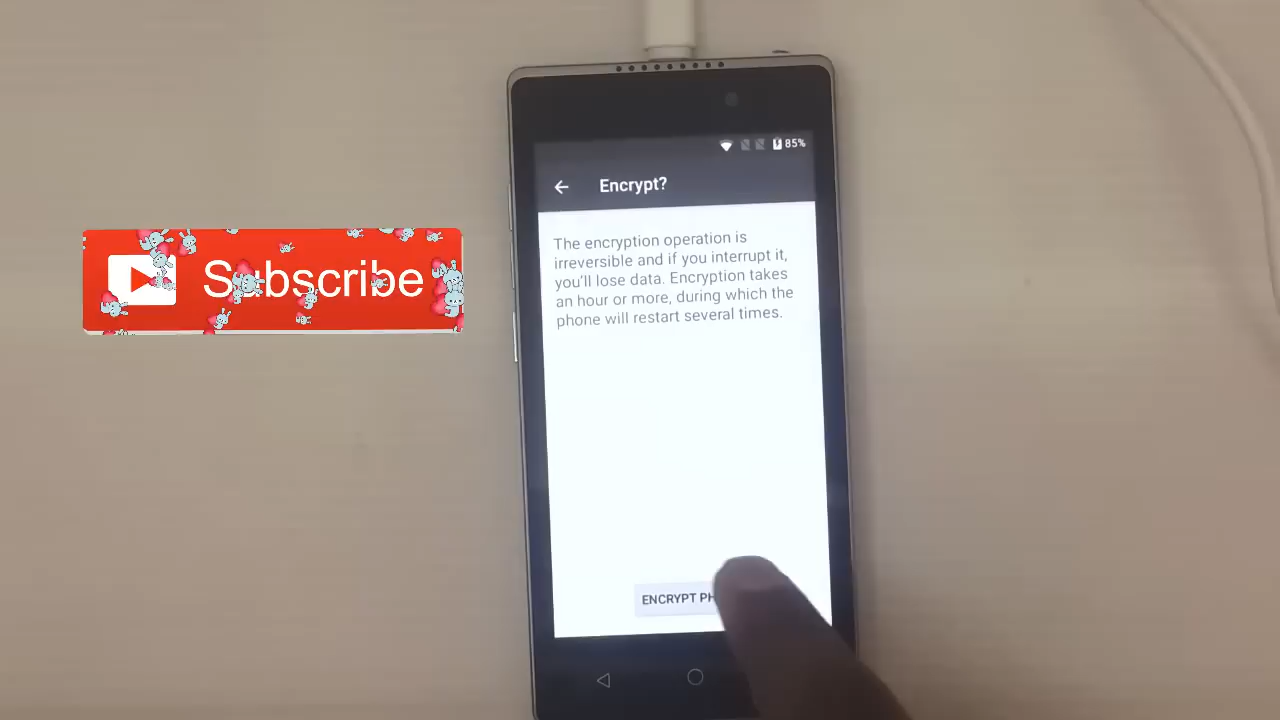 85%
Encrypt?
The encryption operation is
irreversible and if you interrupt it,
you'll lose data. Encryption takes
an hour or more, during which the
phone will restart several times.
Subscribe
ENCRYPT